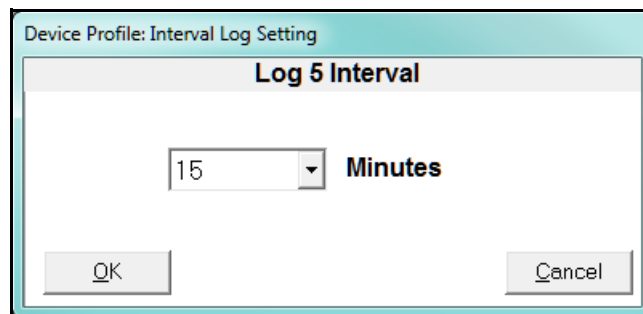 Device Profile: Interval Log Setting
Log 5 Interval
15 Minutes
OK Cancel